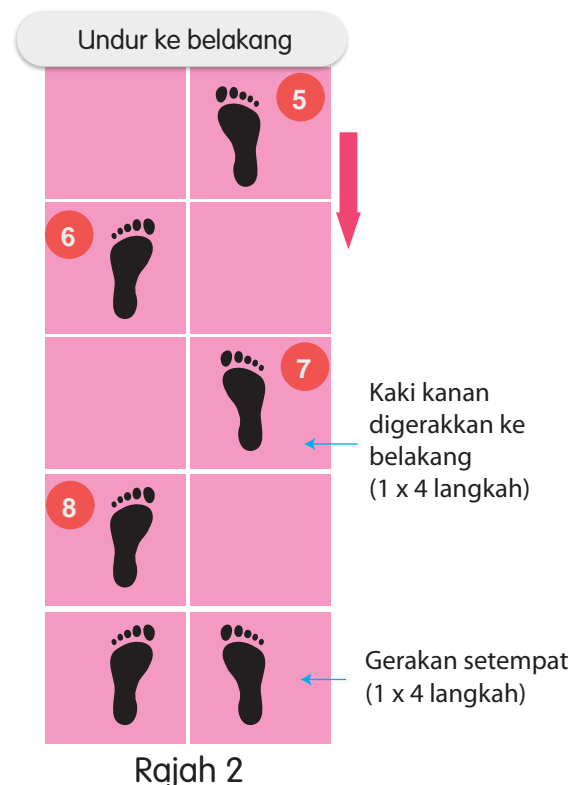 Undur ke belakang
5
6
7
Kaki kanan
digerakkan ke
belakang
(1 x 4 langkah)
8
Gerakan setempat
(1 x 4 langkah)
Rajah 2